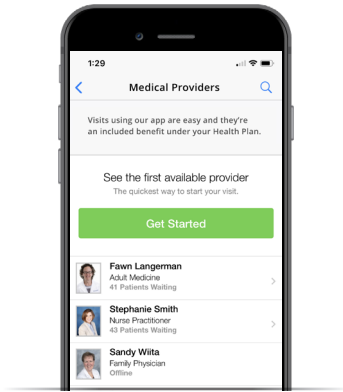 1:29
Medical Providers
Visits using our app are easy and they're
an included benefit under your Health Plan.
See the first available provider
The quickest way to start your visit.
Get Started
Fawn Langerman
Adult Medicine
41 Patients Waiting
Stephanie Smith
Nurse Practitioner
43 Patients Waiting
Sandy Wiita
Family Physician
Offline